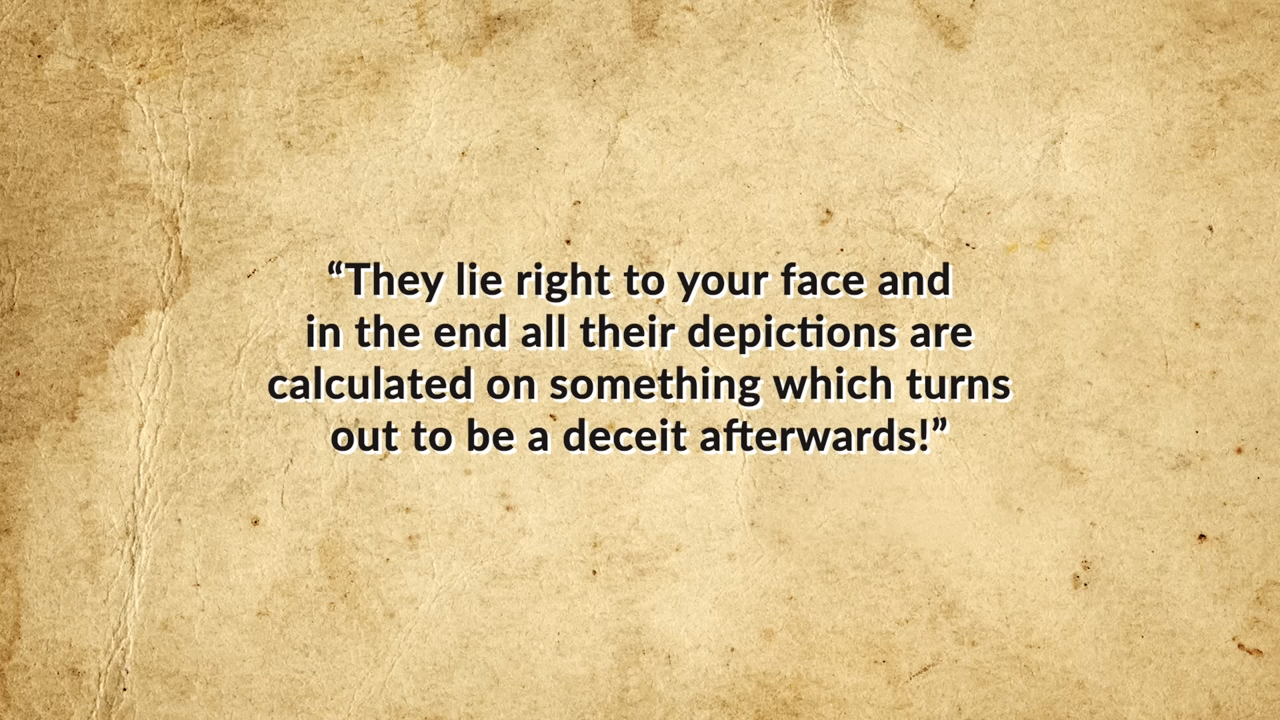 “They lie right to your face and
in the end all their depictions are
calculated on something which turns
out to be a deceit afterwards!”